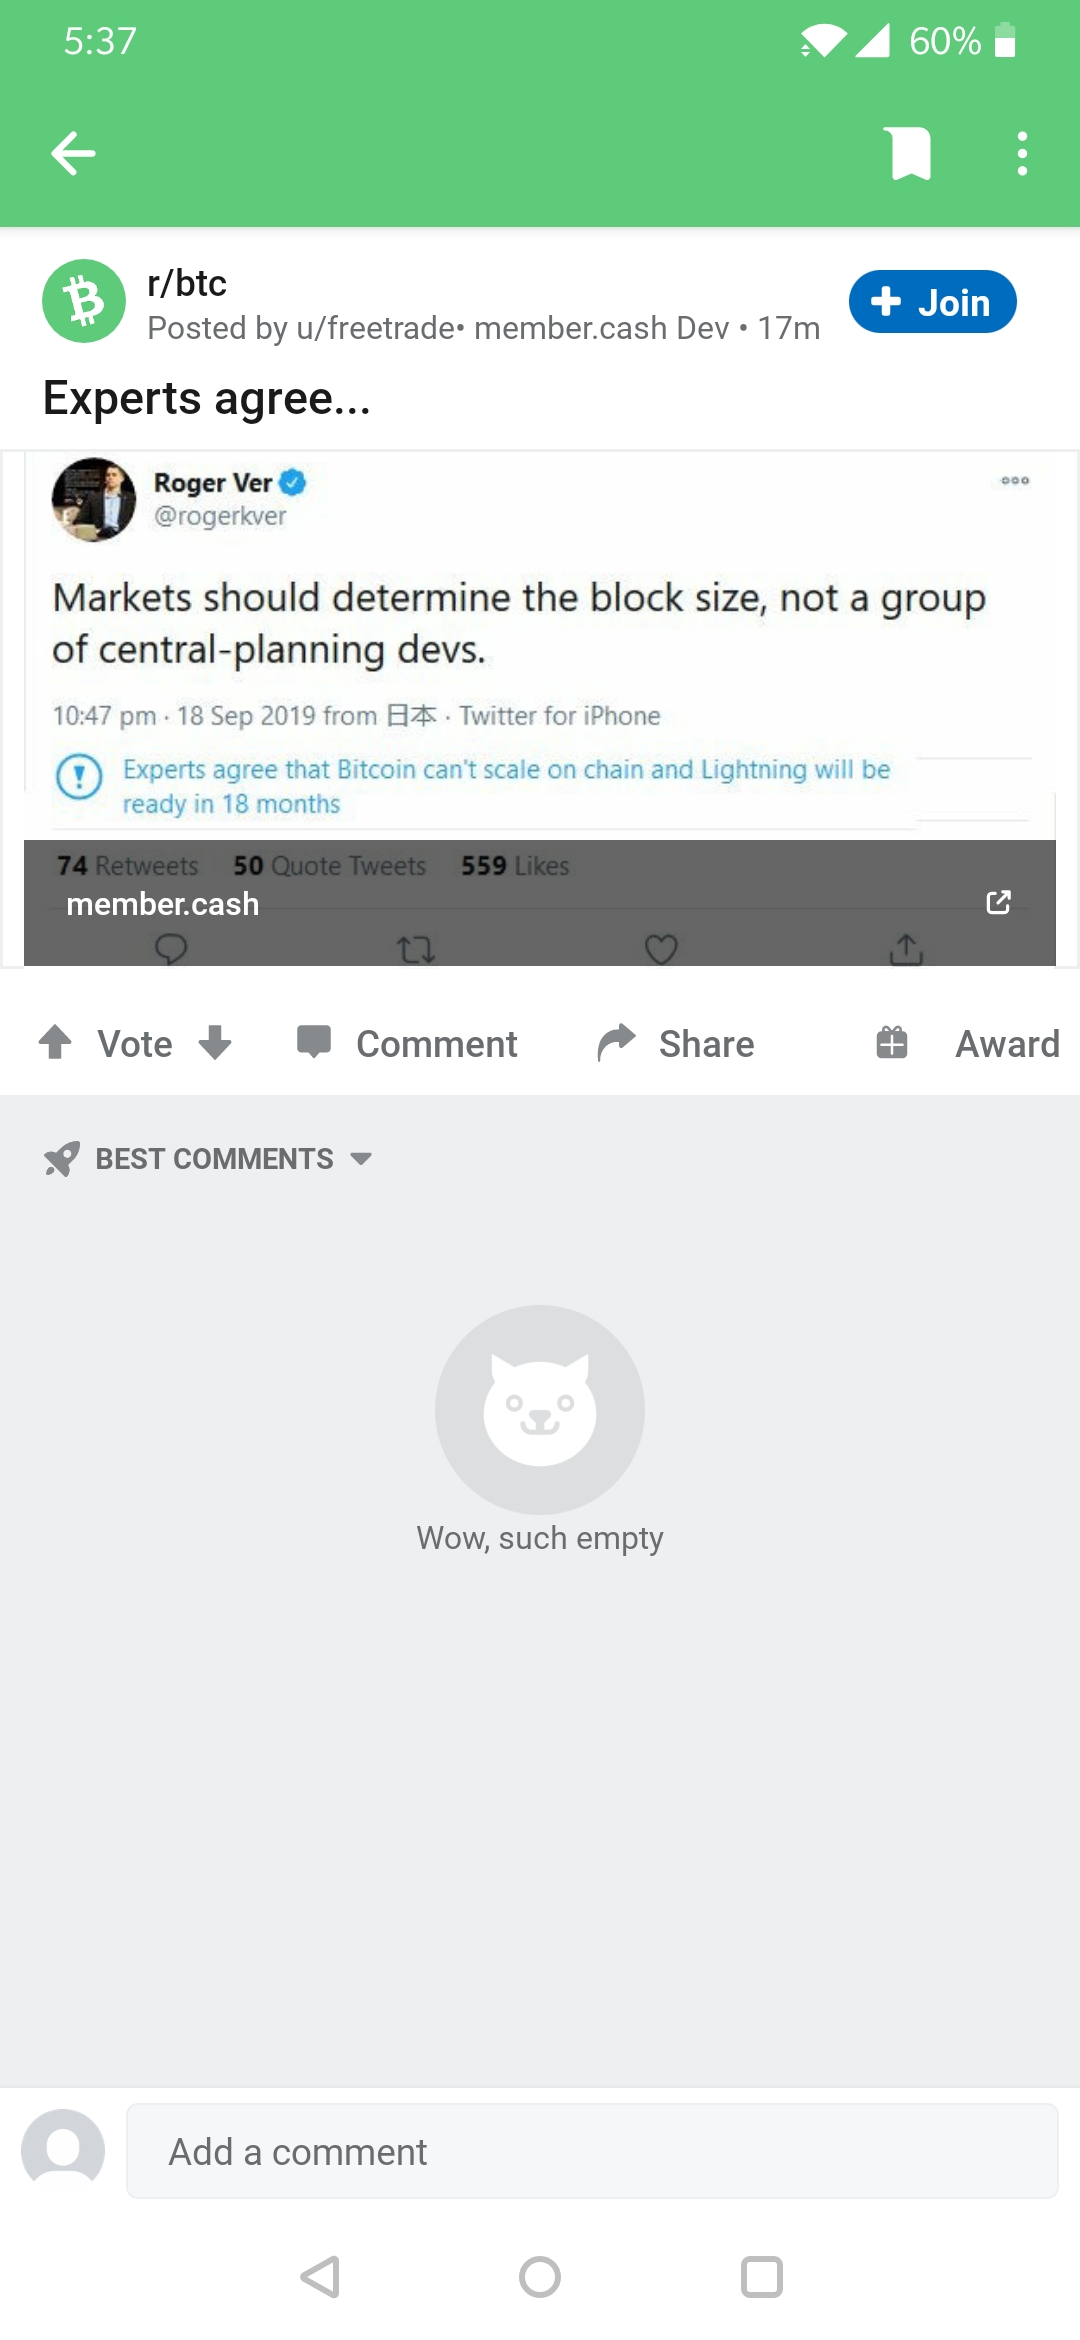 5:37
60%
r/btc
Posted by u/freetrade• member.cash Dev • 17m
Join
Experts agree...
Roger Ver
@rogerkver
Markets should determine the block size, not a group
of central-planning devs.
10:47 pm · 18 Sep 2019 from 日本 · Twitter for iPhone
Experts agree that Bitcoin can't scale on chain and Lightning will be
ready in 18 months
74 Retweets 50 Quote Tweets 559 Likes
member.cash
Vote Comment Share Award
BEST COMMENTS
Wow, such empty
Add a comment